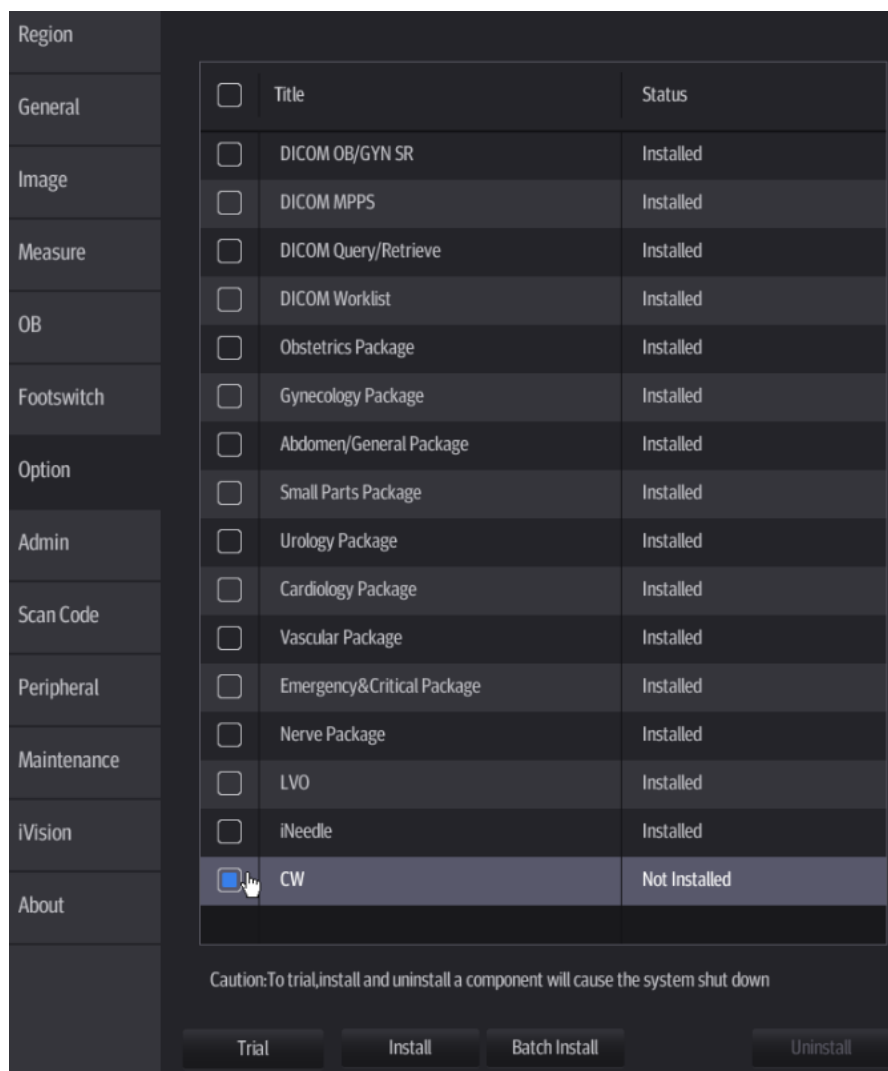 Region
General
Image
Measure
OB
Footswitch
Option
Admin
Scan Code
Peripheral
Maintenance
iVision
About
Title Status
DICOM OB/GYN SR Installed
DICOM MPPS Installed
DICOM Query/Retrieve Installed
DICOM Worklist Installed
Obstetrics Package Installed
Gynecology Package Installed
Abdomen/General Package Installed
Small Parts Package Installed
Urology Package Installed
Cardiology Package Installed
Vascular Package Installed
Emergency&Critical Package Installed
Nerve Package Installed
LVO Installed
iNeedle Installed
CW Not Installed
Caution:To trial,install and uninstall a component will cause the system shut down
Trial Install Batch Install Uninstall